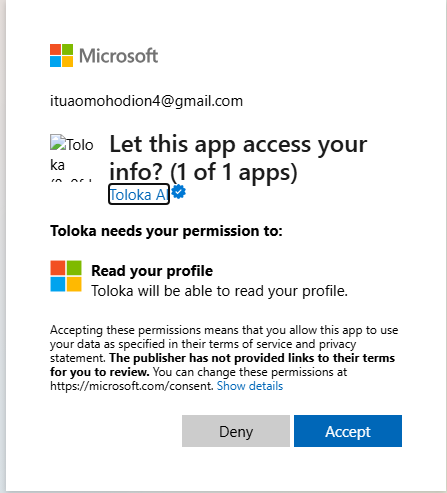 Microsoft
ituaomohodion4@gmail.com
Toloka
Let this app access your
info? (1 of 1 apps)
Toloka AI
Toloka needs your permission to:
Read your profile
Toloka will be able to read your profile.
Accepting these permissions means that you allow this app to use
your data as specified in their terms of service and privacy
statement. The publisher has not provided links to their terms
for you to review. You can change these permissions at
https://microsoft.com/consent. Show details
Deny
Accept